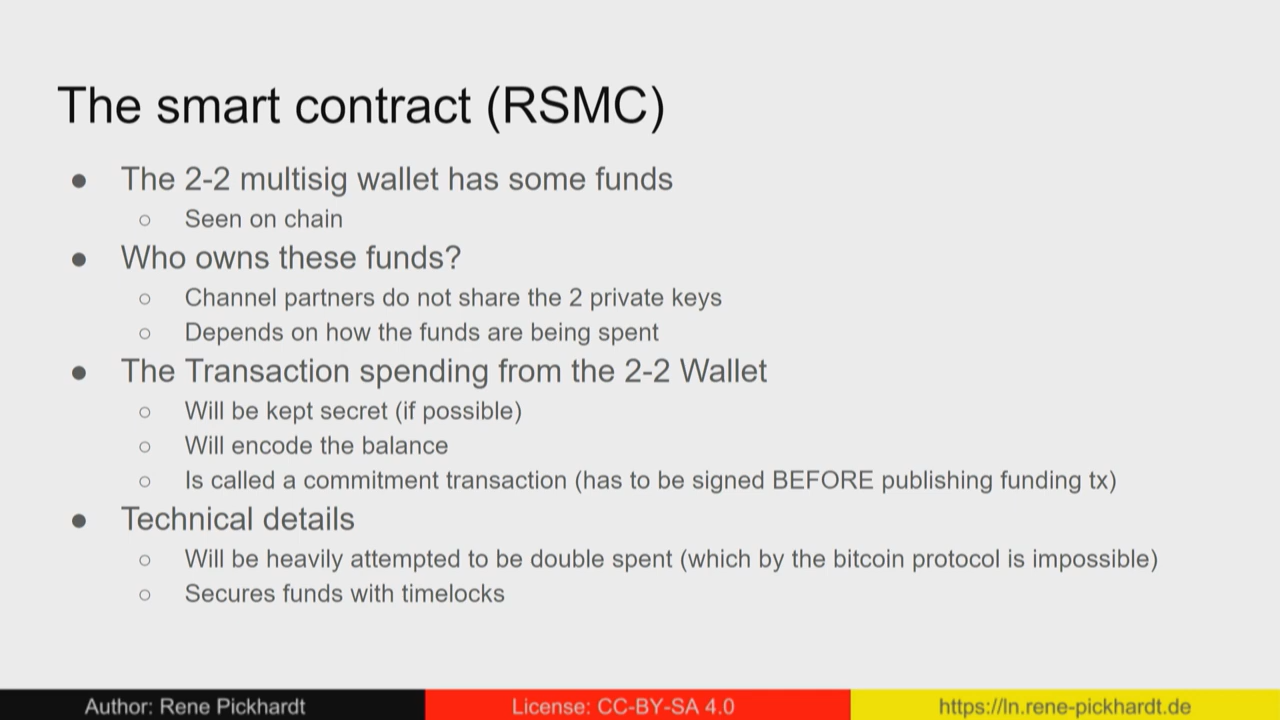 The smart contract (RSMC)
● The 2-2 multisig wallet has some funds
○ Seen on chain
● Who owns these funds?
○ Channel partners do not share the 2 private keys
○ Depends on how the funds are being spent
● The Transaction spending from the 2-2 Wallet
○ Will be kept secret (if possible)
○ Will encode the balance
○ Is called a commitment transaction (has to be signed BEFORE publishing funding tx)
● Technical details
○ Will be heavily attempted to be double spent (which by the bitcoin protocol is impossible)
○ Secures funds with timelocks
Author: Rene Pickhardt
License: CC-BY-SA 4.0
https://ln.rene-pickhardt.de